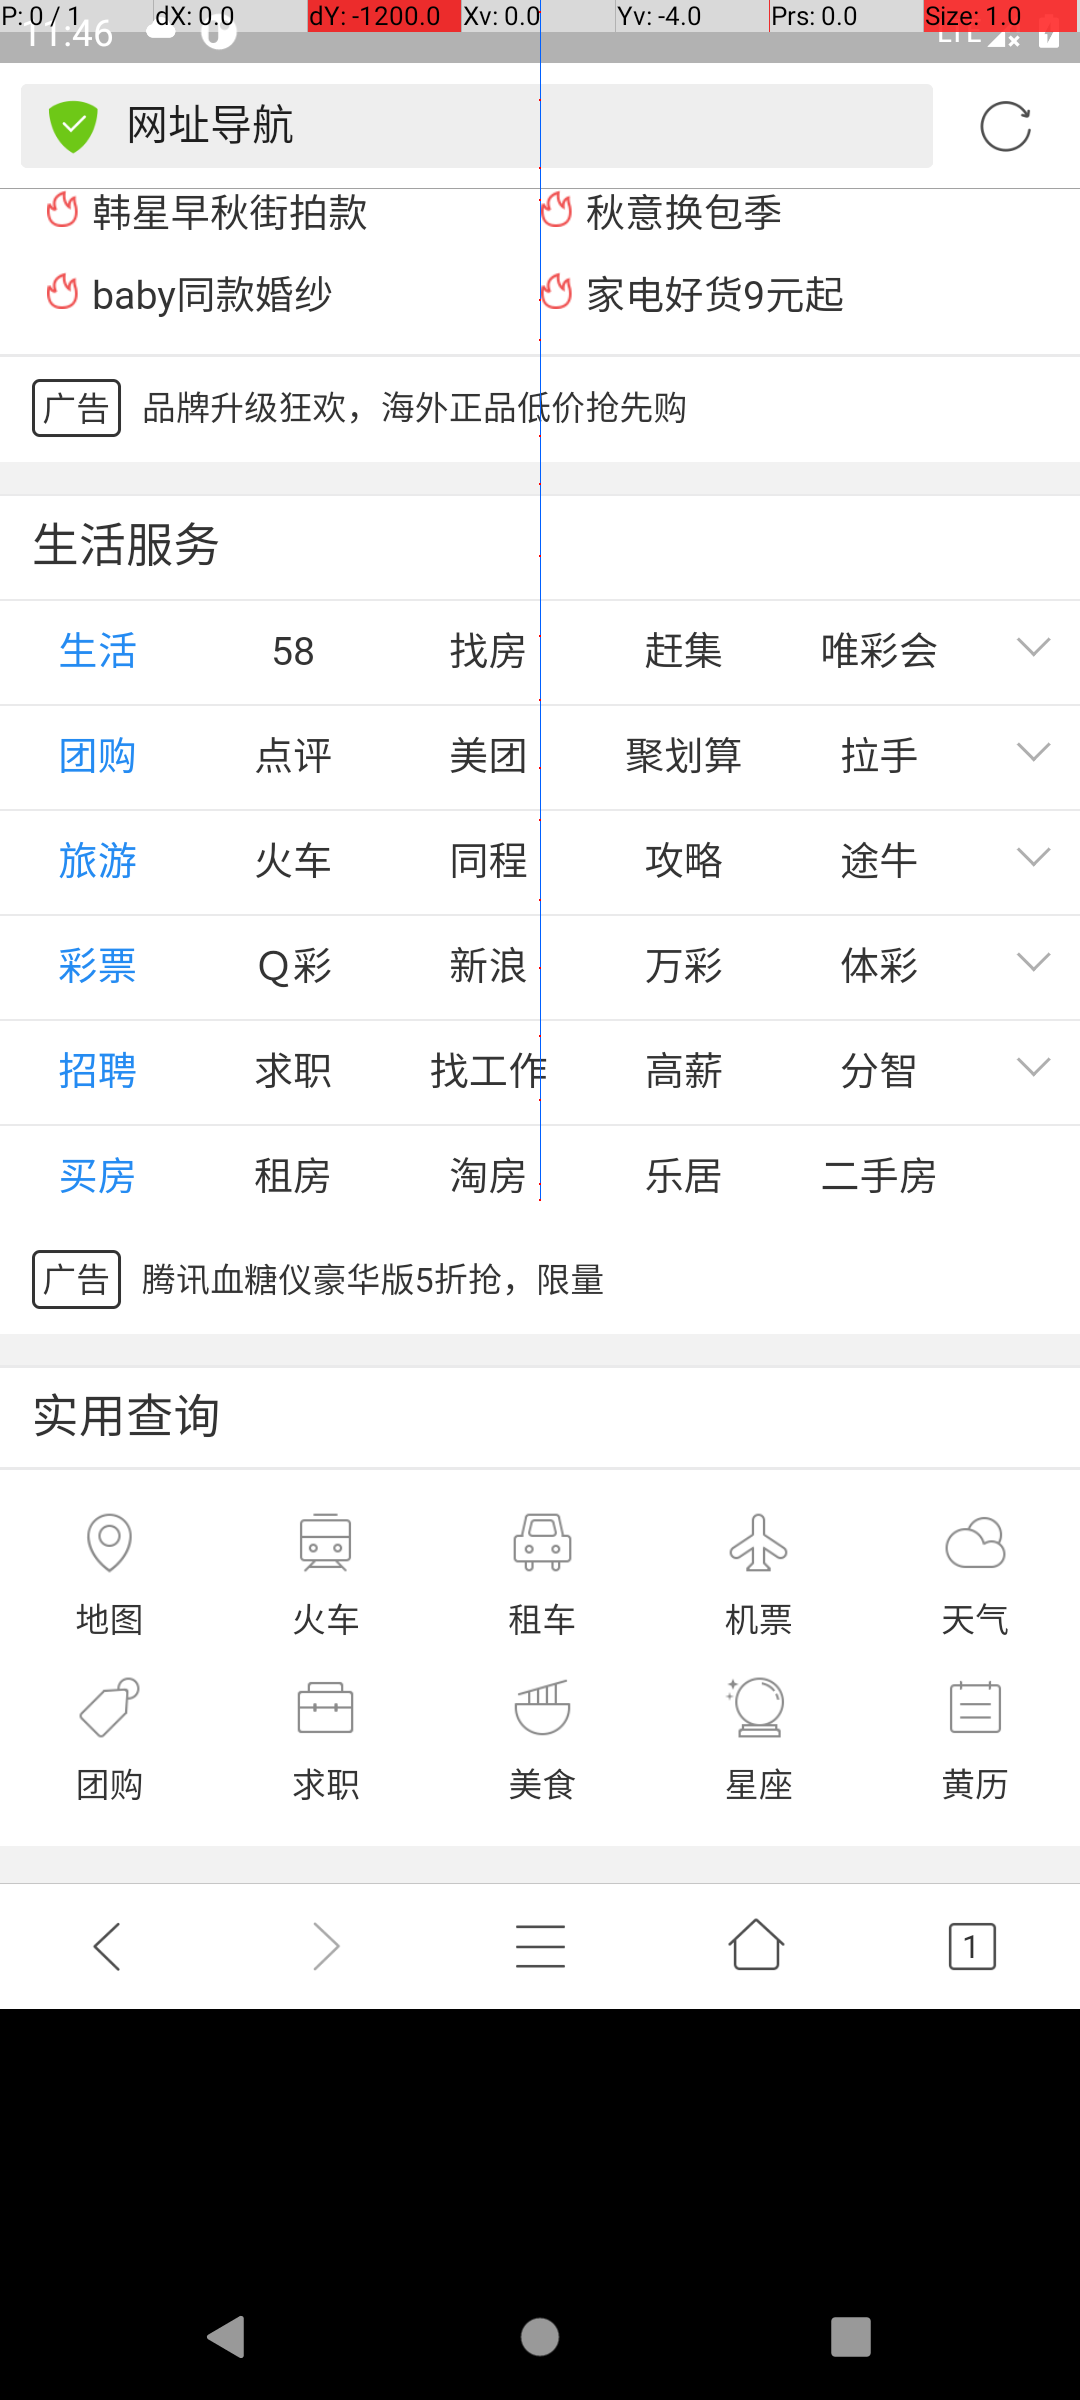 P: 0 / 1 dX: 0.0 dY: -1200.0 Xv: 0.0 Yv: -4.0 Prs: 0.0 Size: 1.0
11:46 LTE
网址导航
韩星早秋街拍款 秋意换包季
baby同款婚纱 家电好货9元起
广告 品牌升级狂欢，海外正品低价抢先购
生活服务
生活 58 找房 赶集 唯彩会
团购 点评 美团 聚划算 拉手
旅游 火车 同程 攻略 途牛
彩票 Q彩 新浪 万彩 体彩
招聘 求职 找工作 高薪 分智
买房 租房 淘房 乐居 二手房
广告 腾讯血糖仪豪华版5折抢，限量
实用查询
地图 火车 租车 机票 天气
团购 求职 美食 星座 黄历
1